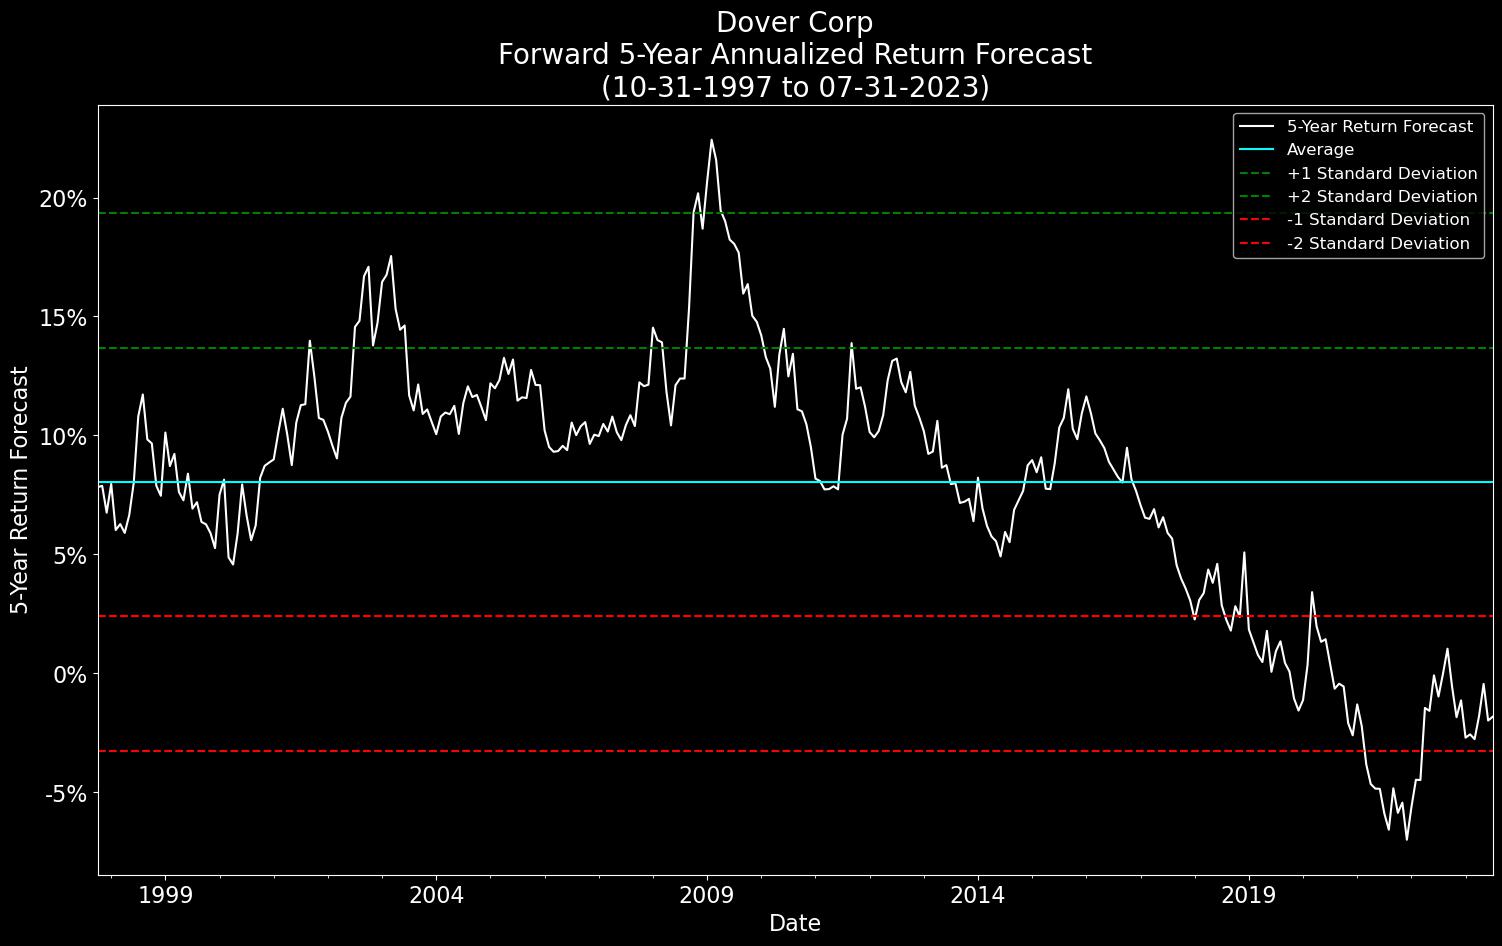 Dover Corp
Forward 5-Year Annualized Return Forecast
(10-31-1997 to 07-31-2023)
5-Year Return Forecast
Average
+1 Standard Deviation
+2 Standard Deviation
-1 Standard Deviation
-2 Standard Deviation
20%
15%
10%
5%
0%
-5%
5-Year Return Forecast
1999 2004 2009 2014 2019
Date